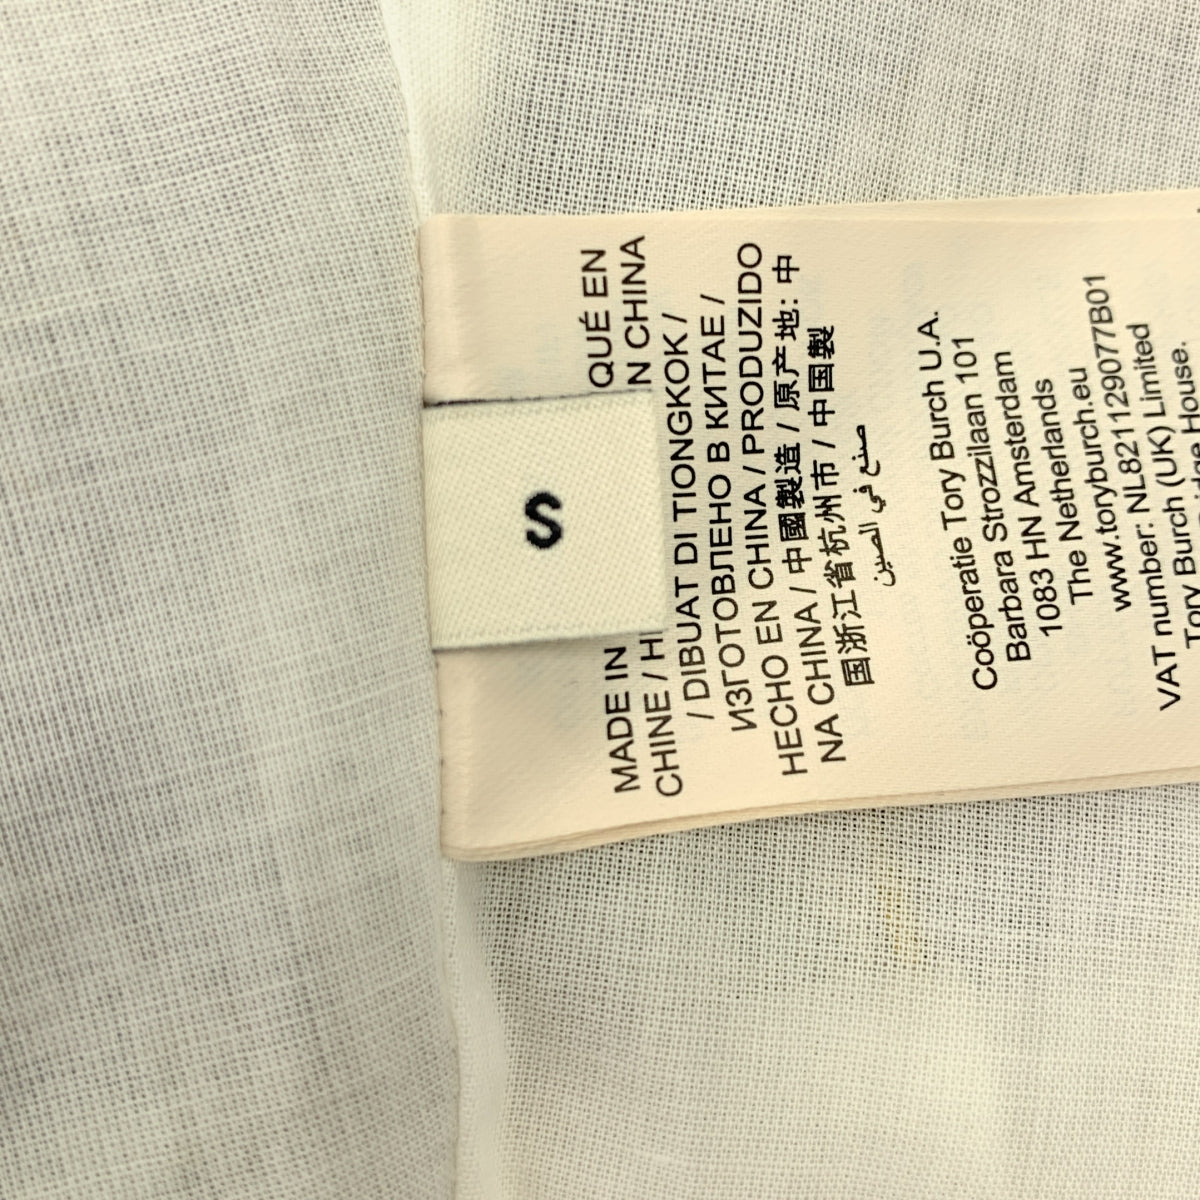 S
MADE IN QUÉ EN
CHINE / H N CHINA
/ DIBUAT DI TIONGKOK /
ИЗГОТОВЛЕНО В КИТАЕ /
HECHO EN CHINA / PRODUZIDO
NA CHINA / 中國製造 / 原产地: 中
国浙江省杭州市 / 中国製
صنع في الصين
Coöperatie Tory Burch U.A.
Barbara Strozzilaan 101
1083 HN Amsterdam
The Netherlands
www.toryburch.eu
VAT number: NL821129077B01
Tory Burch (UK) Limited
House.